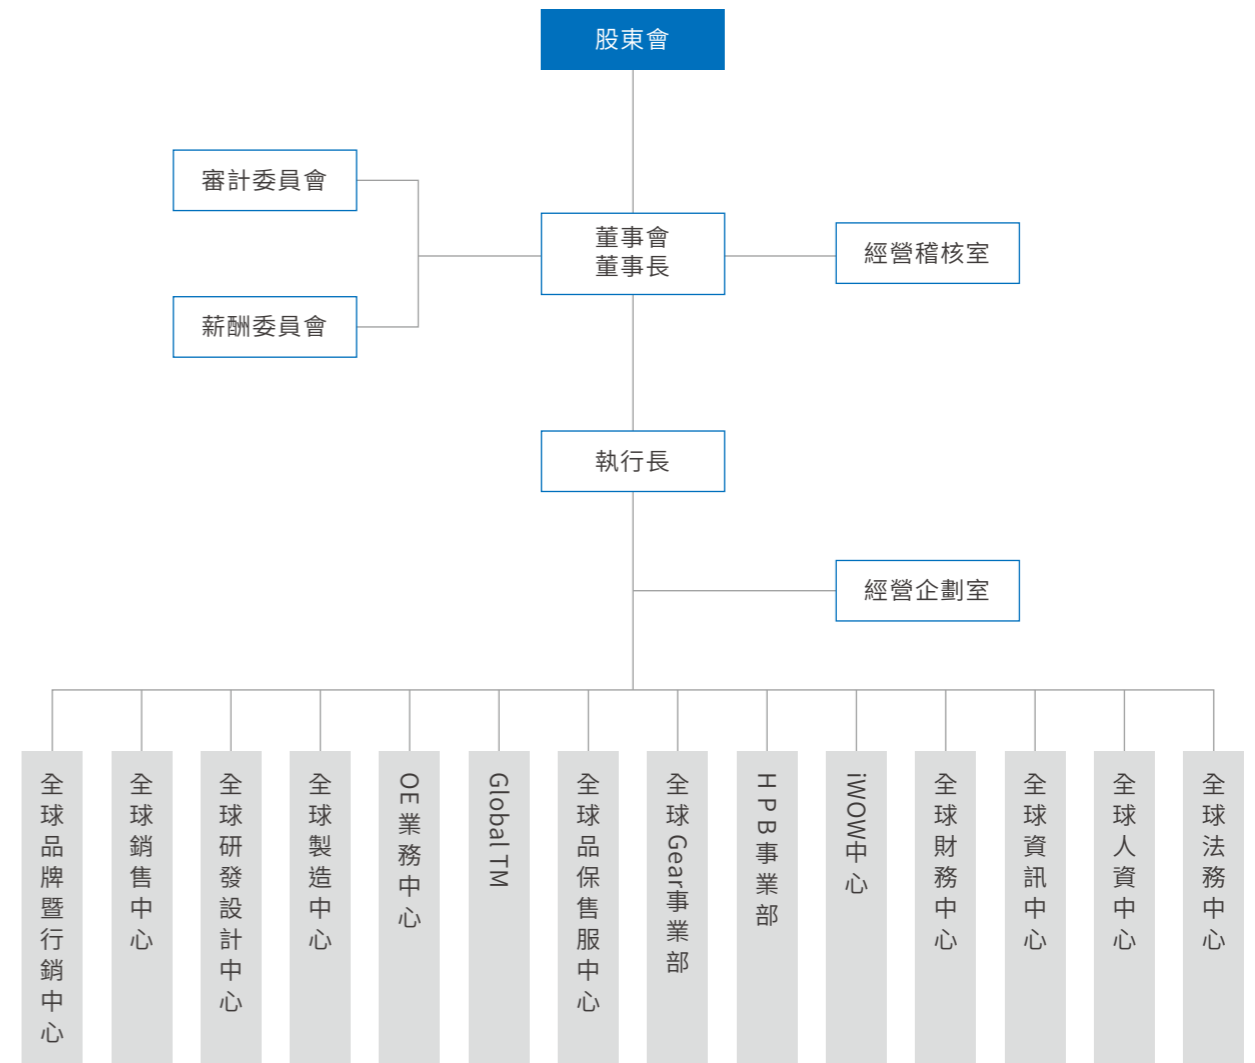 股東會
審計委員會
董事會
董事長
經營稽核室
薪酬委員會
執行長
經營企劃室
全球品牌暨行銷中心
全球銷售中心
全球研發設計中心
全球製造中心
OE業務中心
Global TM
全球品保售服中心
全球Gear事業部
HPB事業部
iWOW中心
全球財務中心
全球資訊中心
全球人資中心
全球法務中心